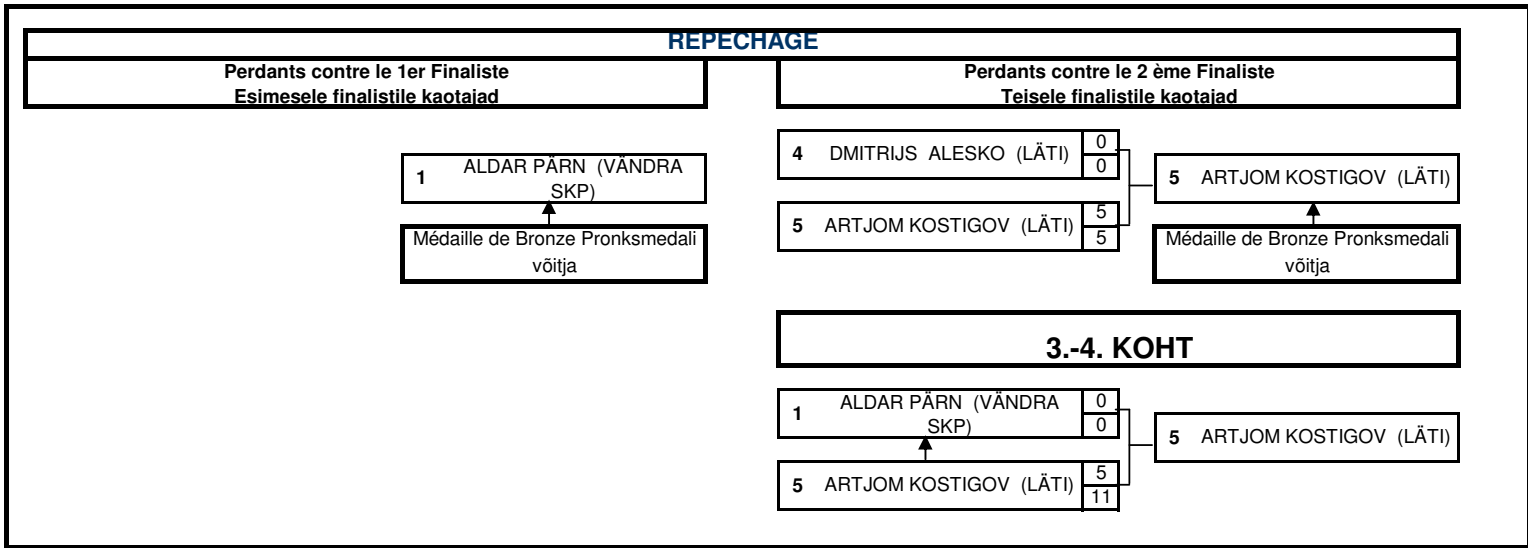 REPECHAGE
Perdants contre le 1er Finaliste
Esimesele finalistile kaotajad
Perdants contre le 2 ème Finaliste
Teisele finalistile kaotajad
1 ALDAR PÄRN (VÄNDRA
SKP)
Médaille de Bronze Pronksmedali
võitja
4 DMITRIJS ALESKO (LÄTI) 0
0
5 ARTJOM KOSTIGOV (LÄTI) 5
5
5 ARTJOM KOSTIGOV (LÄTI)
Médaille de Bronze Pronksmedali
võitja
3.-4. KOHT
1 ALDAR PÄRN (VÄNDRA
SKP)
0
0
5 ARTJOM KOSTIGOV (LÄTI) 5
11
5 ARTJOM KOSTIGOV (LÄTI)